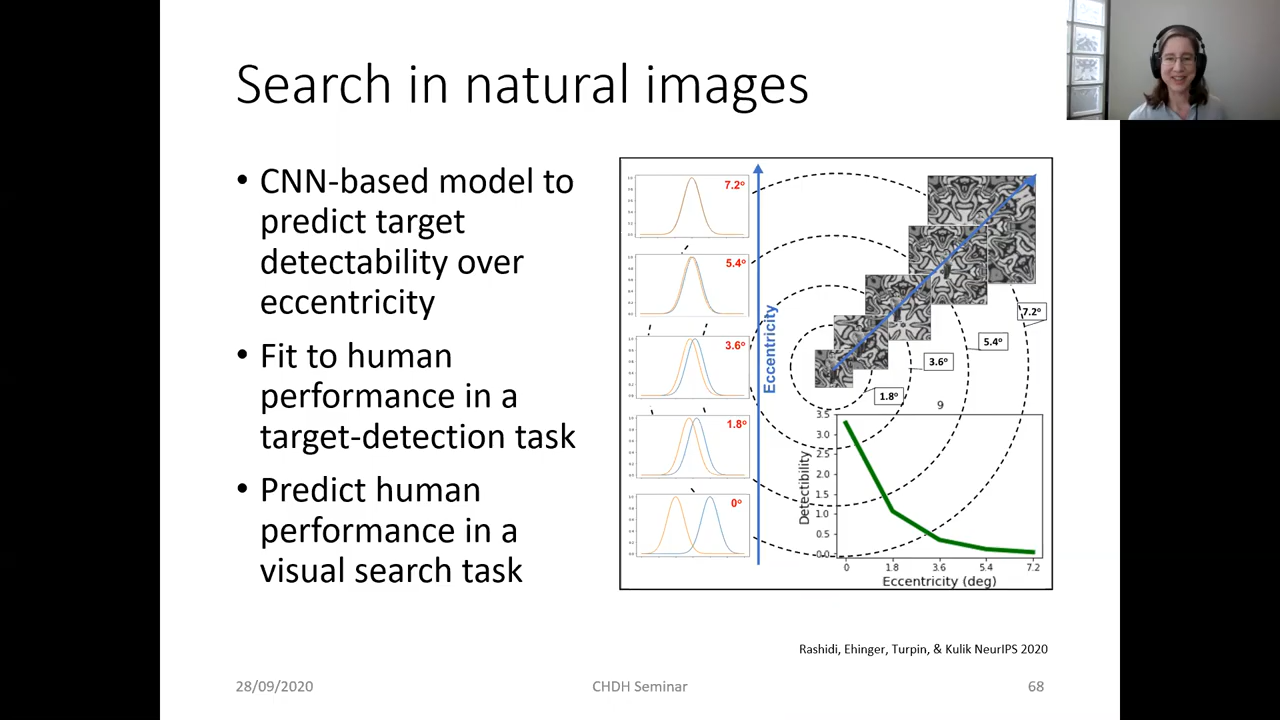 Search in natural images
• CNN-based model to
predict target
detectability over
eccentricity
• Fit to human
performance in a
target-detection task
• Predict human
performance in a
visual search task
7.2°
5.4°
3.6°
1.8°
0°
Eccentricity
7.2°
5.4°
3.6°
1.8°
9
3.5
3.0
2.5
2.0
1.5
1.0
0.5
0.0
Detectibility
0 1.8 3.6 5.4 7.2
Eccentricity (deg)
Rashidi, Ehinger, Turpin, & Kulik NeurIPS 2020
28/09/2020 CHDH Seminar 68